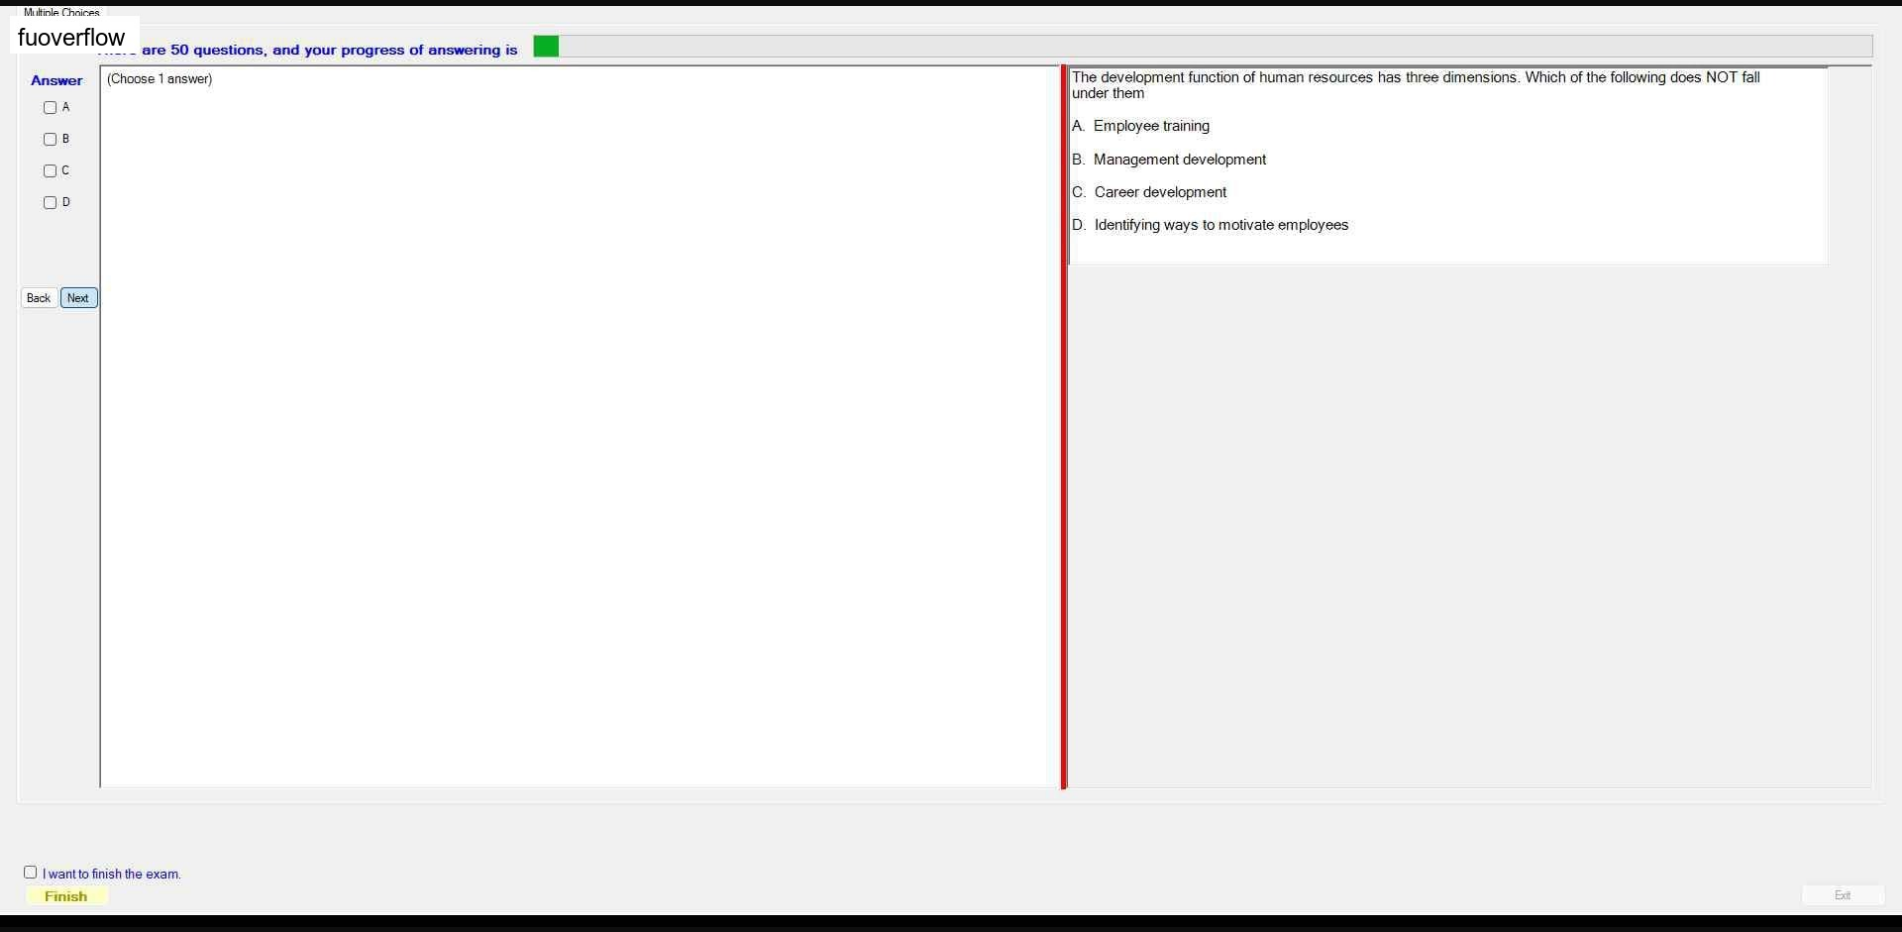 Multiple Choices
fuoverflow
are 50 questions, and your progress of answering is
Answer
(Choose 1 answer)
A
B
C
D
Back Next
The development function of human resources has three dimensions. Which of the following does NOT fall
under them
A. Employee training
B. Management development
C. Career development
D. Identifying ways to motivate employees
I want to finish the exam.
Finish
Exit